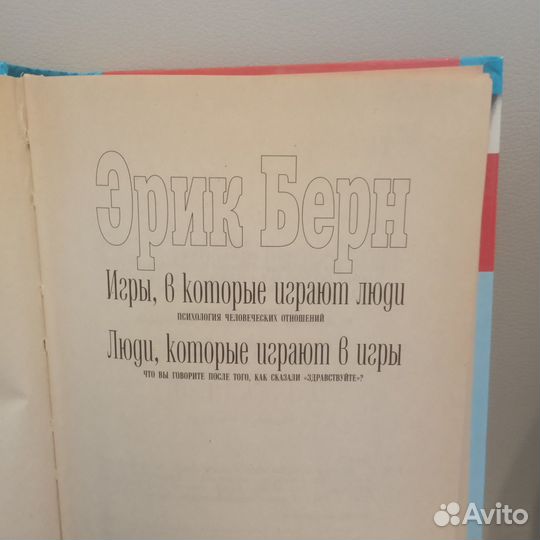 Эрик Берн
Игры, в которые играют люди
ПСИХОЛОГИЯ ЧЕЛОВЕЧЕСКИХ ОТНОШЕНИЙ
Люди, которые играют в игры
ЧТО ВЫ ГОВОРИТЕ ПОСЛЕ ТОГО, КАК СКАЗАЛИ «ЗДРАВСТВУЙТЕ»?
Avito